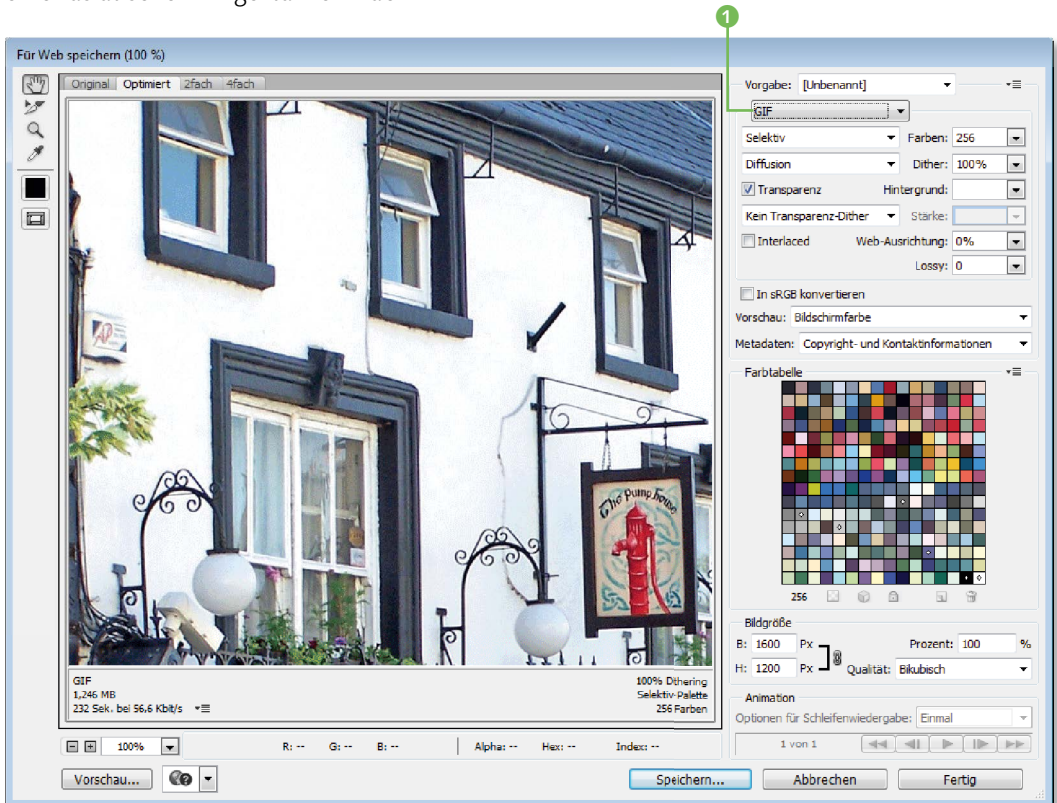 1
Für Web speichern (100 %)
Original Optimiert 2fach 4fach
Vorgabe: [Unbenannt]
GIF
Selektiv Farben: 256
Diffusion Dither: 100%
Transparenz Hintergrund:
Kein Transparenz-Dither Stärke:
Interlaced Web-Ausrichtung: 0%
Lossy: 0
In sRGB konvertieren
Vorschau: Bildschirmfarbe
Metadaten: Copyright- und Kontaktinformationen
Farbtabelle
256
The Pump house
Bildgröße
B: 1600 Px Prozent: 100 %
H: 1200 Px Qualität: Bikubisch
GIF
1,246 MB
232 Sek. bei 56,6 Kbit/s
100% Dthering
Selektiv-Palette
256 Farben
Animation
Optionen für Schleifenwiedergabe: Einmal
1 von 1
100% R: -- G: -- B: -- Alpha: -- Hex: -- Index: --
Vorschau... Speichern... Abbrechen Fertig